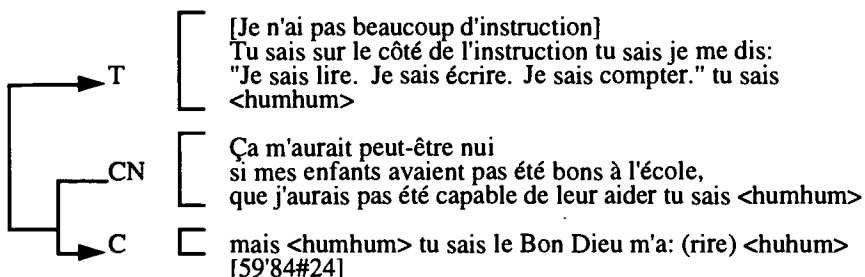 [Je n'ai pas beaucoup d'instruction]
Tu sais sur le côté de l'instruction tu sais je me dis:
T
"Je sais lire. Je sais écrire. Je sais compter." tu sais
<humhum>
Ça m'aurait peut-être nui
CN
si mes enfants avaient pas été bons à l'école,
que j'aurais pas été capable de leur aider tu sais <humhum>
C
mais <humhum> tu sais le Bon Dieu m'a: (rire) <huhum>
[59'84#24]